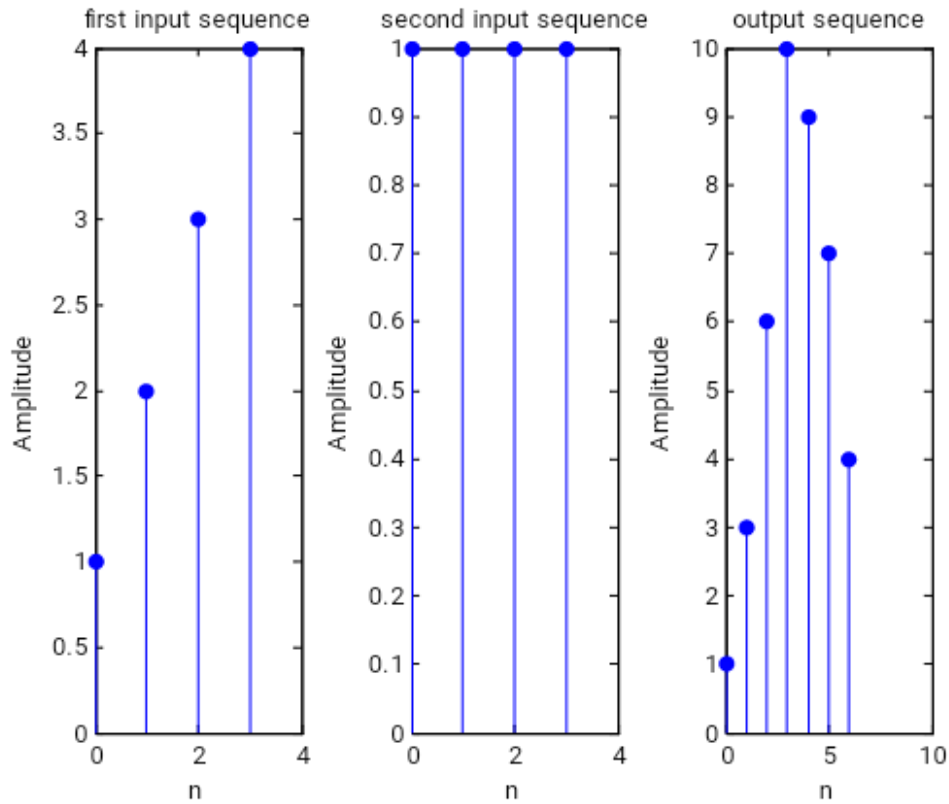 first input sequence
second input sequence
output sequence
4
3.5
3
2.5
2
1.5
1
0.5
0
Amplitude
0 2 4
n
1
0.9
0.8
0.7
0.6
0.5
0.4
0.3
0.2
0.1
0
Amplitude
0 2 4
n
10
9
8
7
6
5
4
3
2
1
0
Amplitude
0 5 10
n